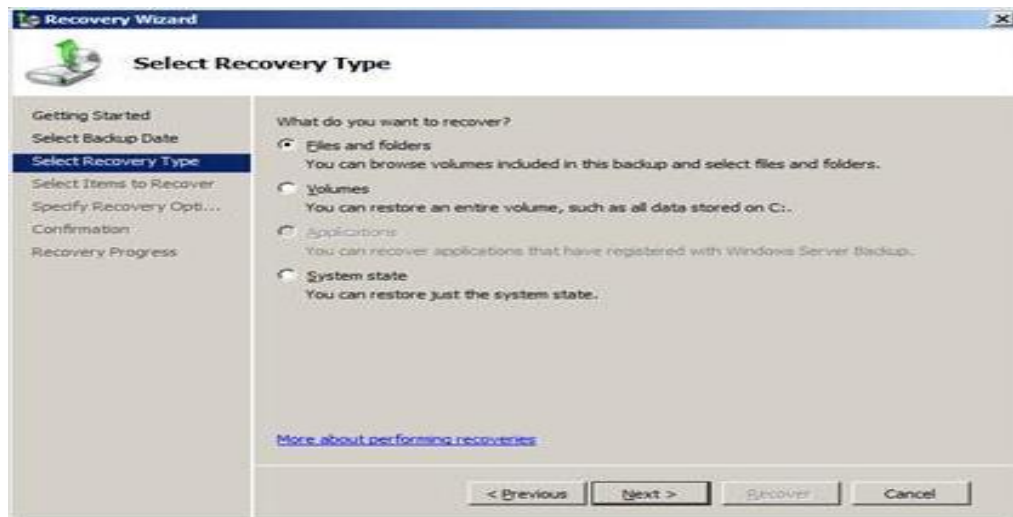 Recovery Wizard
Select Recovery Type
Getting Started
Select Backup Date
Select Recovery Type
Select Items to Recover
Specify Recovery Opti...
Confirmation
Recovery Progress
What do you want to recover?
Files and folders
You can browse volumes included in this backup and select files and folders.
Volumes
You can restore an entire volume, such as all data stored on C:.
Applications
You can recover applications that have registered with Windows Server Backup.
System state
You can restore just the system state.
More about performing recoveries
< Previous
Next >
Recover
Cancel